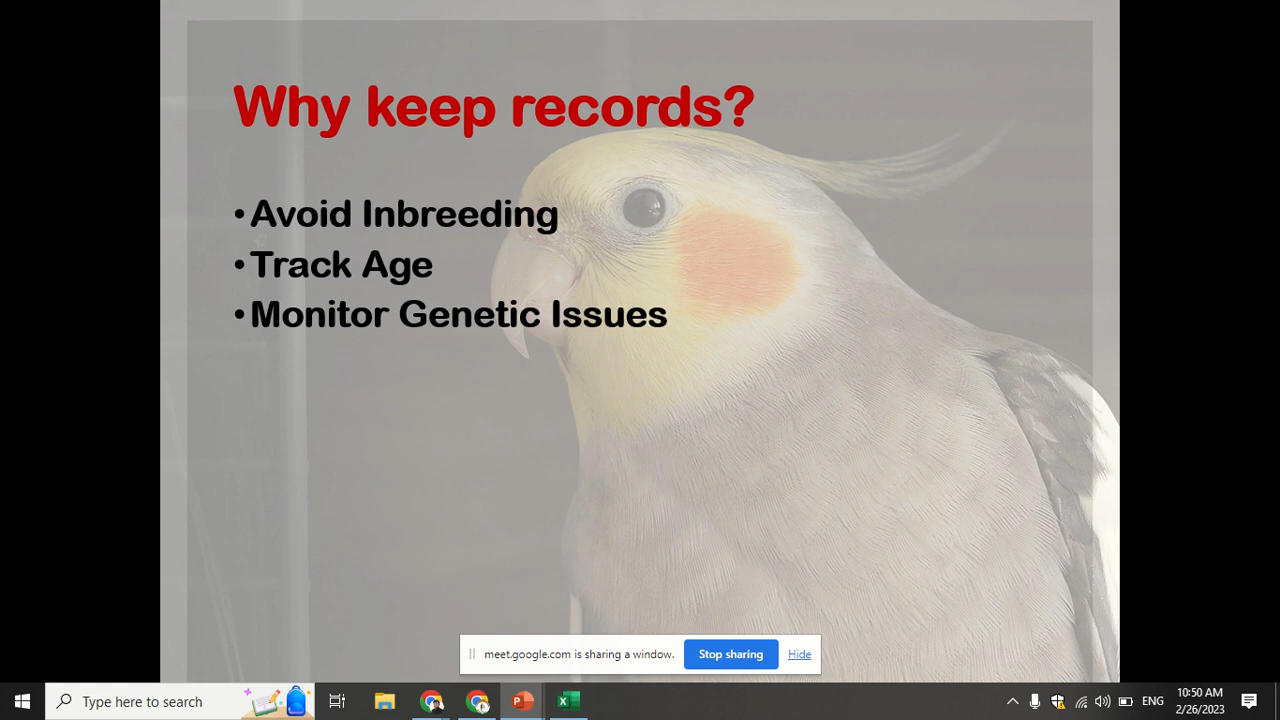 Why keep records?
• Avoid Inbreeding
• Track Age
• Monitor Genetic Issues
meet.google.com is sharing a window.
Stop sharing
Hide
Type here to search
ENG
10:50 AM
2/26/2023